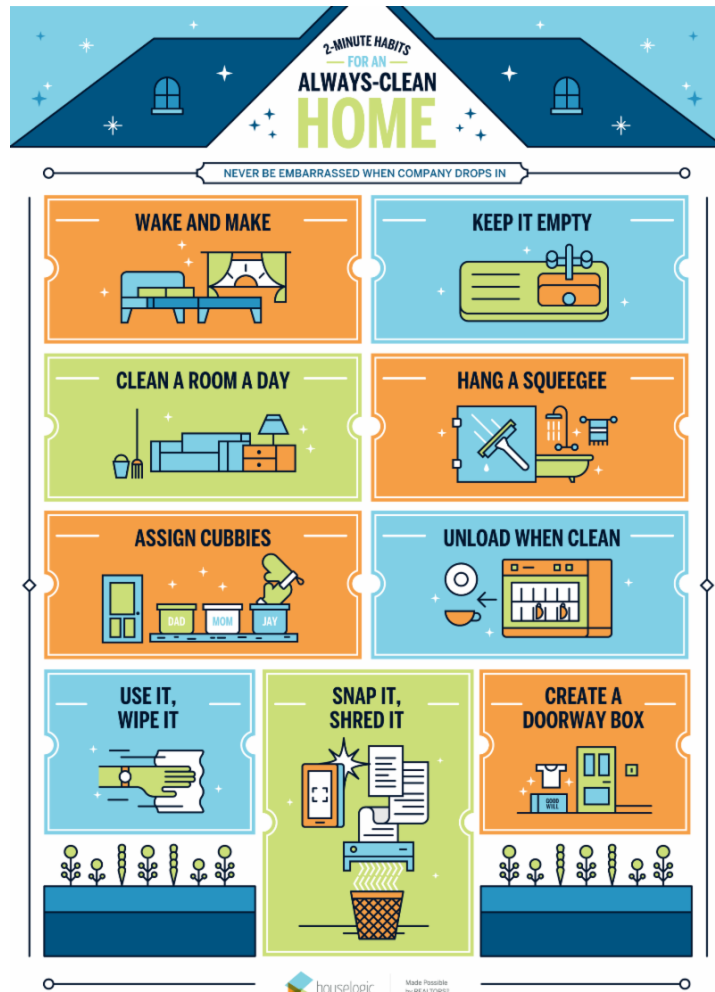 2-MINUTE HABITS
FOR AN
ALWAYS-CLEAN
HOME
NEVER BE EMBARRASSED WHEN COMPANY DROPS IN
WAKE AND MAKE
KEEP IT EMPTY
CLEAN A ROOM A DAY
HANG A SQUEEGEE
ASSIGN CUBBIES
DAD
MOM
JAY
UNLOAD WHEN CLEAN
USE IT,
WIPE IT
SNAP IT,
SHRED IT
CREATE A
DOORWAY BOX
GOOD
WILL
houselogic
Made Possible
by REALTORS®